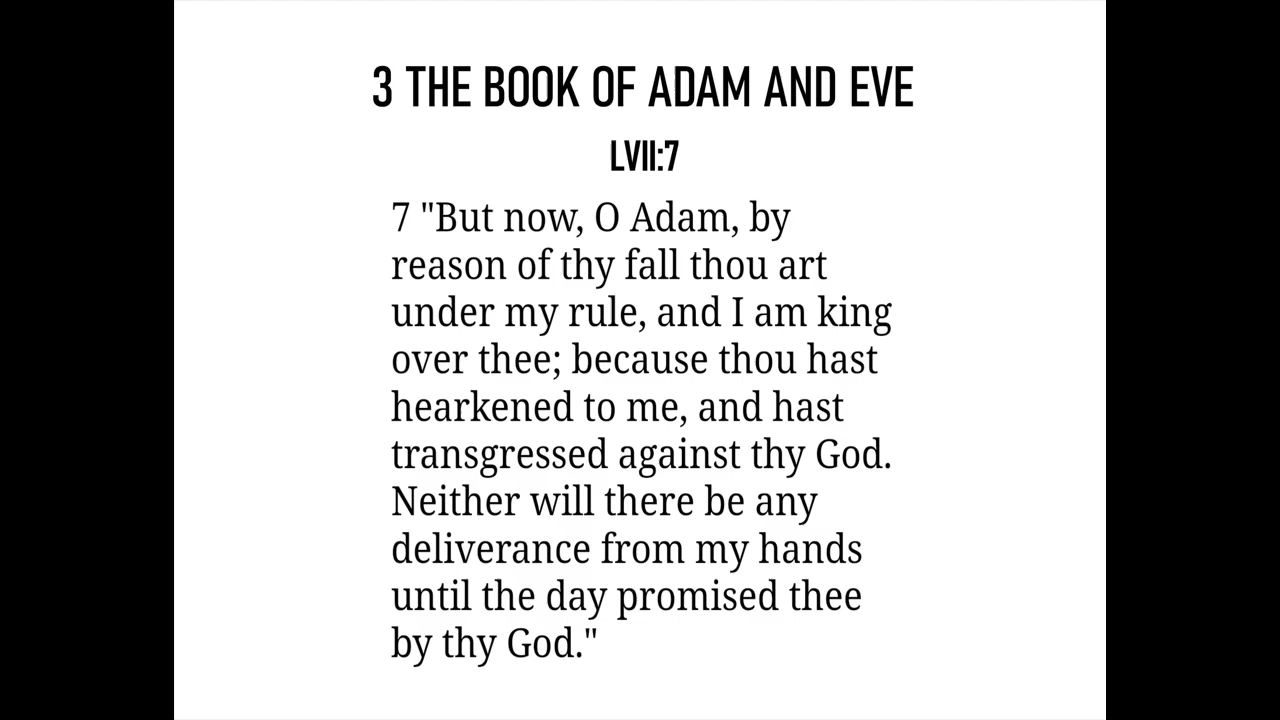 3 THE BOOK OF ADAM AND EVE
LVII:7
7 "But now, O Adam, by
reason of thy fall thou art
under my rule, and I am king
over thee; because thou hast
hearkened to me, and hast
transgressed against thy God.
Neither will there be any
deliverance from my hands
until the day promised thee
by thy God."